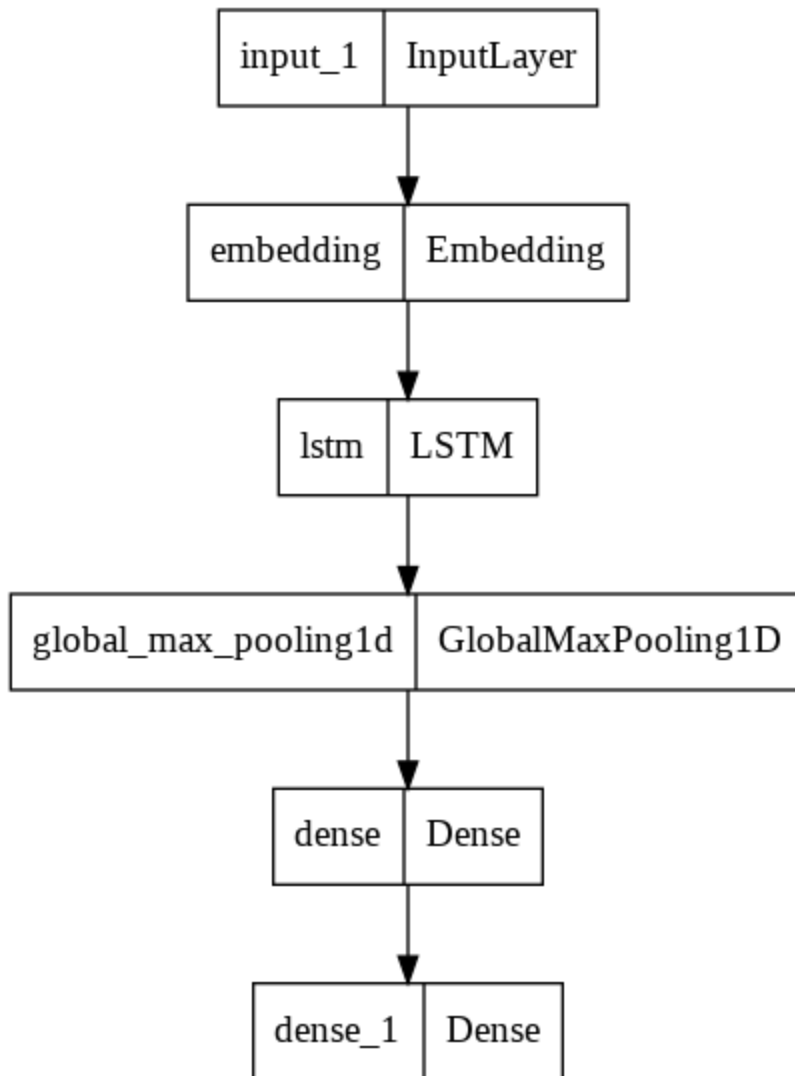 input_1 InputLayer
embedding Embedding
lstm LSTM
global_max_pooling1d GlobalMaxPooling1D
dense Dense
dense_1 Dense